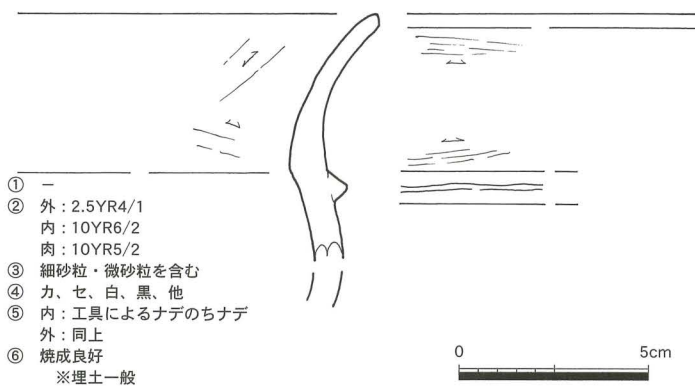 ① −
② 外：2.5YR4/1
内：10YR6/2
肉：10YR5/2
③ 細砂粒・微砂粒を含む
④ カ、セ、白、黒、他
⑤ 内：工具によるナデのちナデ
外：同上
⑥ 焼成良好
※埋土一般
0 5cm